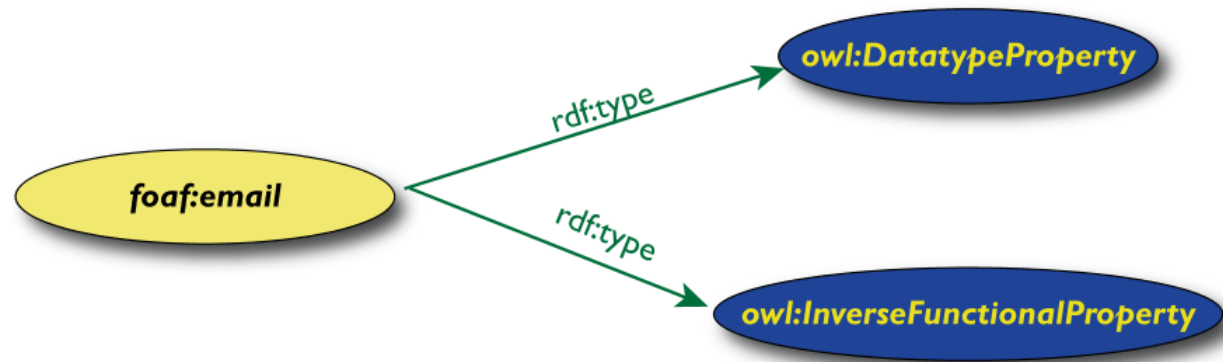 owl:DatatypeProperty
rdf:type
foaf:email
rdf:type
owl:InverseFunctionalProperty